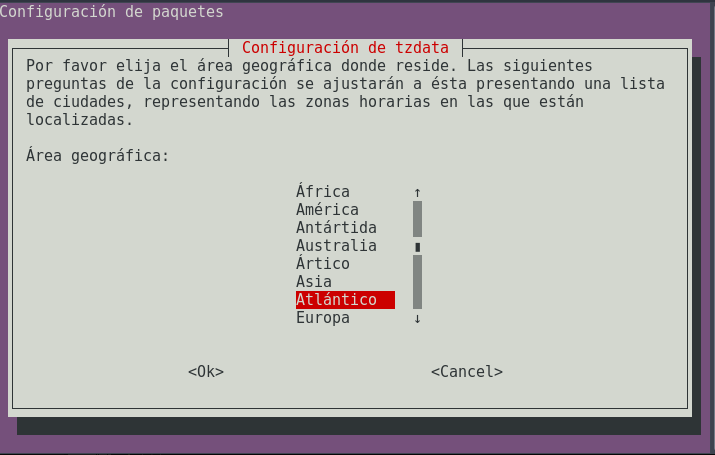 Configuración de paquetes
Configuración de tzdata
Por favor elija el área geográfica donde reside. Las siguientes
preguntas de la configuración se ajustarán a ésta presentando una lista
de ciudades, representando las zonas horarias en las que están
localizadas.
Área geográfica:
África
América
Antártida
Australia
Ártico
Asia
Atlántico
Europa
<Ok> <Cancel>